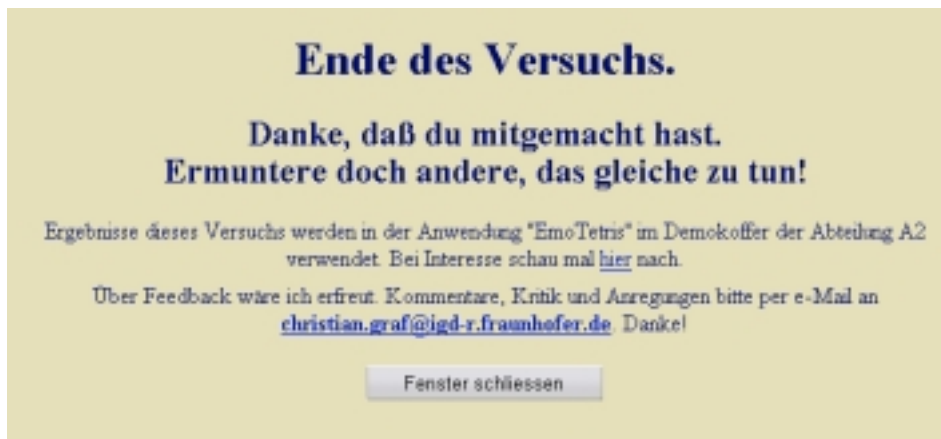 Ende des Versuchs.
Danke, daß du mitgemacht hast.
Ermuntere doch andere, das gleiche zu tun!
Ergebnisse dieses Versuchs werden in der Anwendung "EmoTetris" im Demokoffer der Abteilung A2
verwendet. Bei Interesse schau mal hier nach.
Über Feedback wäre ich erfreut. Kommentare, Kritik und Anregungen bitte per e-Mail an
christian.graf@igd-r.fraunhofer.de. Danke!
Fenster schliessen